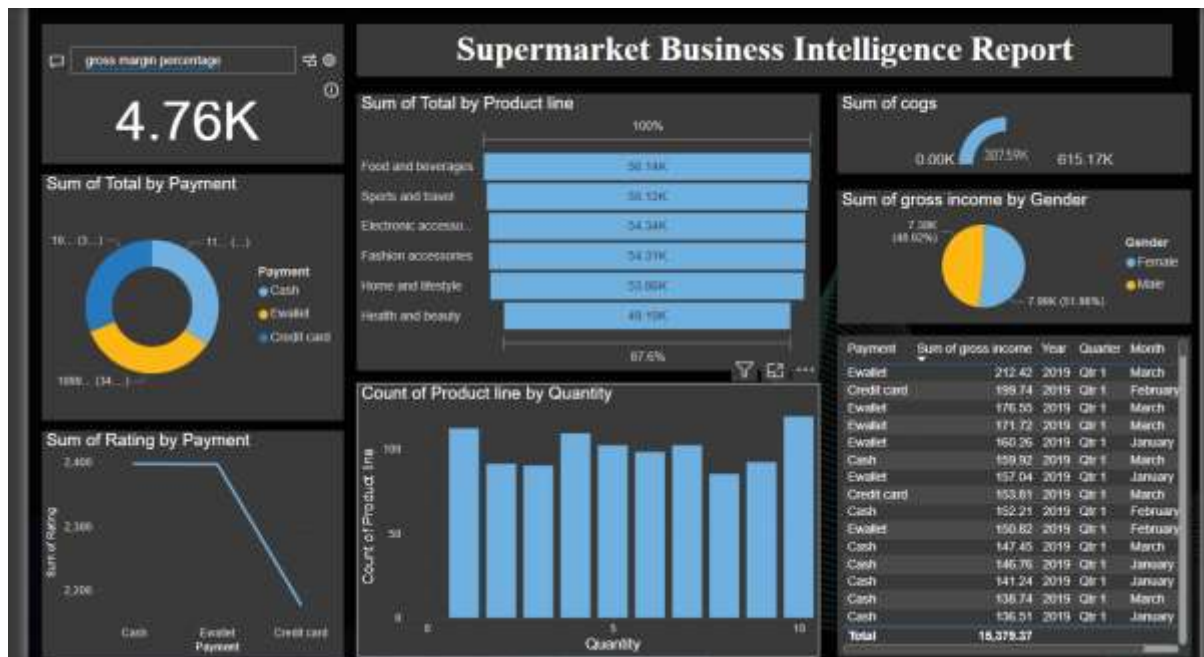 gross margin percentage
4.76K
Supermarket Business Intelligence Report
Sum of Total by Payment
Payment
Cash
Ewallet
Credit card
Sum of Rating by Payment
2,400
2,300
2,200
Sum of Rating
Cash
Ewallet
Credit card
Payment
Sum of Total by Product line
100%
Food and beverages 56.14K
Sports and travel 55.12K
Electronic accesso... 54.34K
Fashion accessories 54.31K
Home and lifestyle 53.86K
Health and beauty 49.19K
87.6%
Count of Product line by Quantity
100
50
0
Count of Product line
0
5
10
Quantity
Sum of cogs
0.00K
307.59K
615.17K
Sum of gross income by Gender
7.99K (51.96%)
Gender
Female
Male
Payment Sum of gross income Year Quarter Month
Ewallet 212.42 2019 Qtr 1 March
Credit card 199.74 2019 Qtr 1 February
Ewallet 176.55 2019 Qtr 1 March
Ewallet 171.72 2019 Qtr 1 March
Ewallet 160.26 2019 Qtr 1 January
Cash 159.92 2019 Qtr 1 March
Ewallet 157.04 2019 Qtr 1 January
Credit card 153.81 2019 Qtr 1 March
Cash 152.21 2019 Qtr 1 February
Ewallet 150.82 2019 Qtr 1 February
Cash 147.45 2019 Qtr 1 March
Cash 146.76 2019 Qtr 1 January
Cash 141.24 2019 Qtr 1 January
Cash 138.74 2019 Qtr 1 March
Cash 136.51 2019 Qtr 1 January
Total 15,379.37